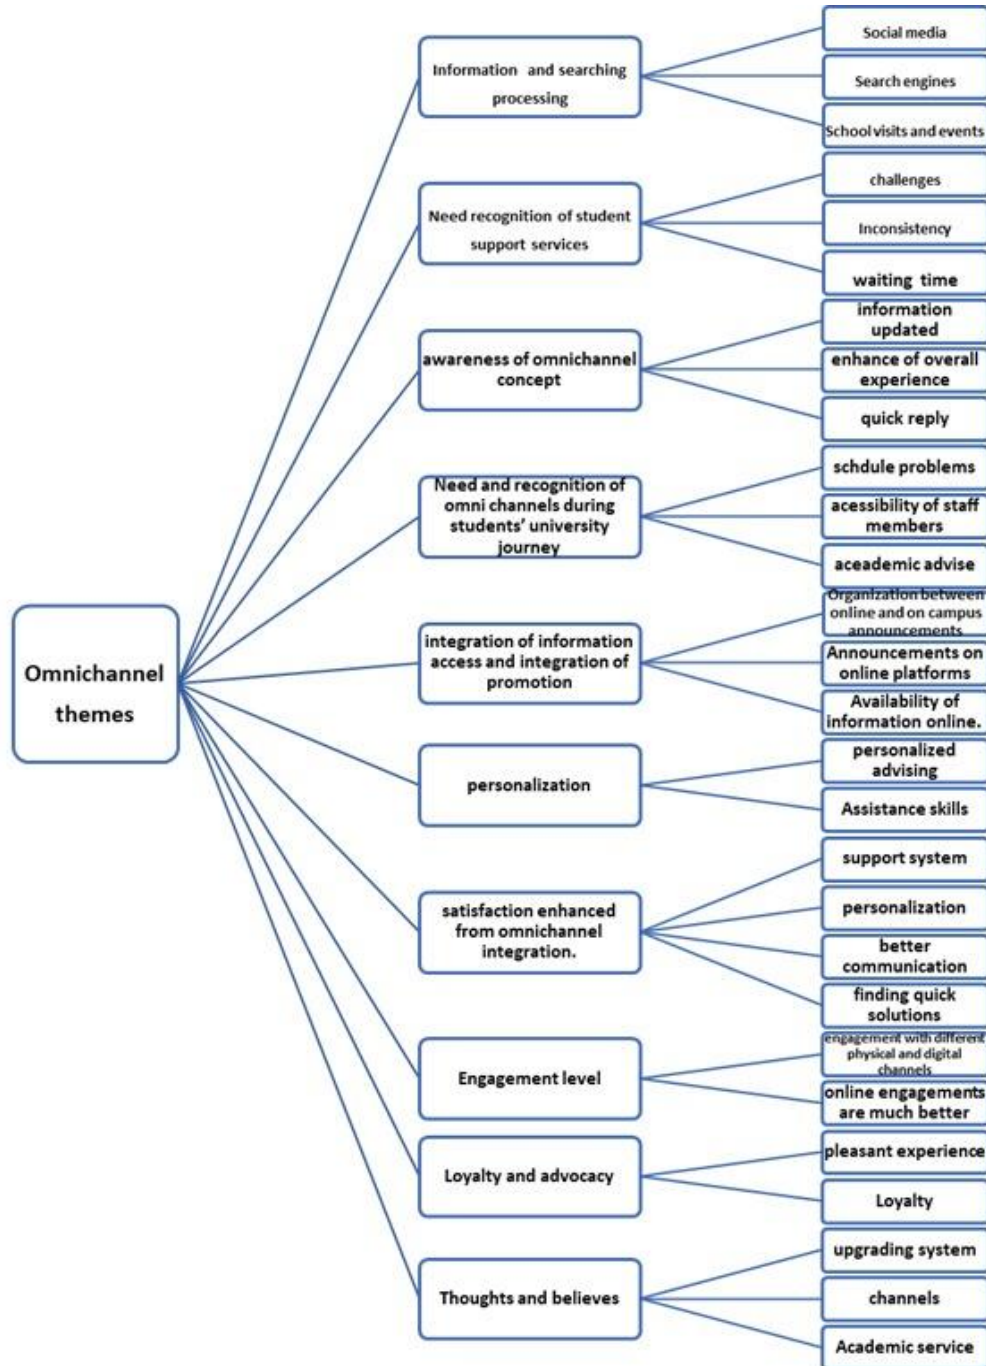 Omnichannel
themes
Information and searching
processing
Social media
Search engines
School visits and events
Need recognition of student
support services
challenges
Inconsistency
waiting time
awareness of omnichannel
concept
information
updated
enhance of overall
experience
quick reply
Need and recognition of
omni channels during
students’ university
journey
schdule problems
acessibility of staff
members
aceademic advise
integration of information
access and integration of
promotion
Organization between
online and on campus
announcements
Announcements on
online platforms
Availability of
information online.
personalization
personalized
advising
Assistance skills
satisfaction enhanced
from omnichannel
integration.
support system
personalization
better
communication
finding quick
solutions
Engagement level
engagement with different
physical and digital
channels
online engagements
are much better
Loyalty and advocacy
pleasant experience
Loyalty
Thoughts and believes
upgrading system
channels
Academic service